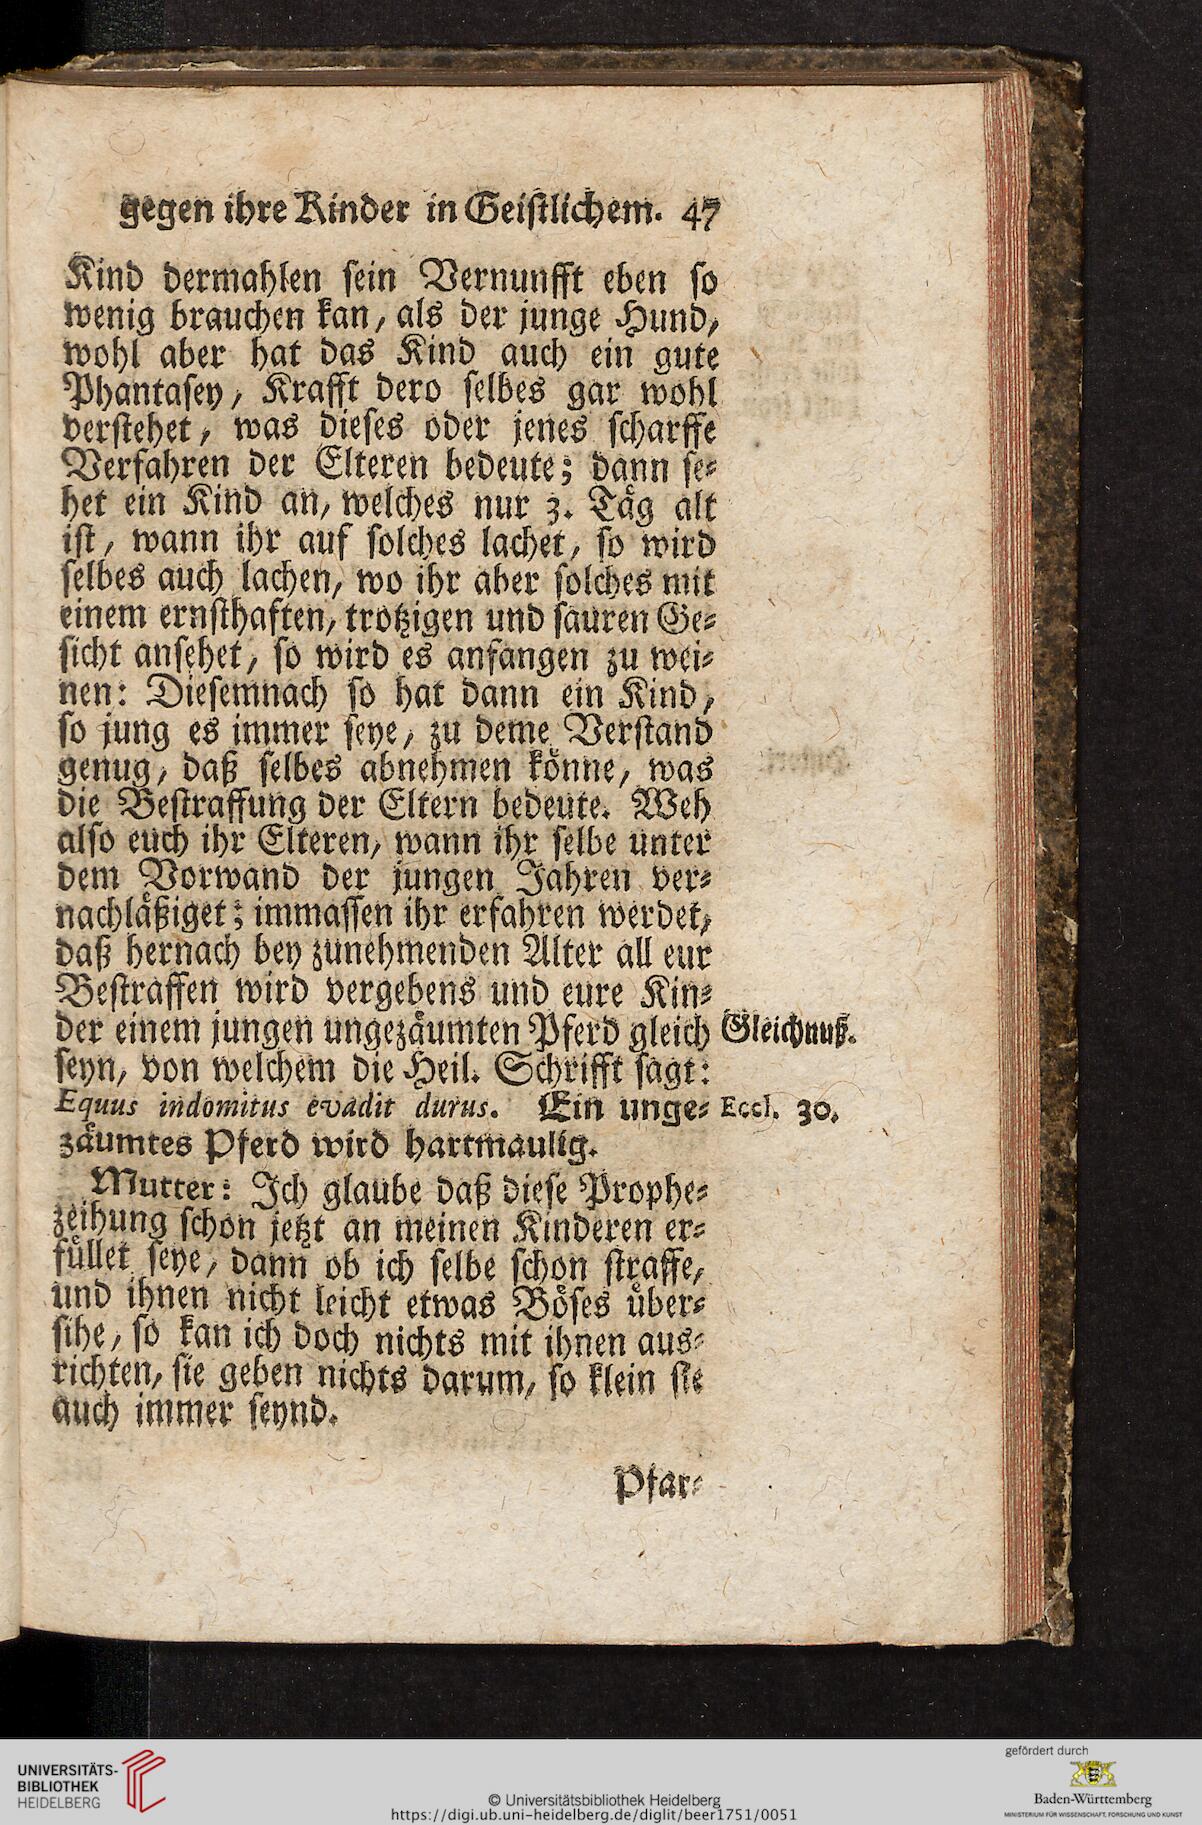 gegen ihre Kinder in Geistlichem. 47
Kind dermahlen sein Vernunfft eben so
wenig brauchen kan, als der junge Hund,
wohl aber hat das Kind auch ein gute
Phantasey, Krafft dero selbes gar wohl
verstehet, was dieses oder jenes scharffe
Verfahren der Elteren bedeute; dann se-
het ein Kind an, welches nur 3. Täg alt
ist, wann ihr auf solches lachet, so wird
selbes auch lachen, wo ihr aber solches mit
einem ernsthaften, trotzigen und sauren Ge-
sicht ansehet, so wird es anfangen zu wei-
nen: Diesemnach so hat dann ein Kind,
so jung es immer seye, zu deme Verstand
genug, daß selbes abnehmen könne, was
die Bestraffung der Eltern bedeute. Weh
also euch ihr Elteren, wann ihr selbe unter
dem Vorwand der jungen Jahren ver-
nachläßiget; immassen ihr erfahren werdet,
daß hernach bey zunehmenden Alter all eur
Bestraffen wird vergebens und eure Kin-
der einem jungen ungezäumten Pferd gleich Gleichnuß.
seyn, von welchem die Heil. Schrifft sagt:
Equus indomitus evadit durus. Ein unge- Eccl. 30.
zäumtes Pferd wird hartmaulig.
Mutter: Ich glaube daß diese Prophe-
zeihung schon jetzt an meinen Kinderen er-
füllet seye, dann ob ich selbe schon straffe,
und ihnen nicht leicht etwas Böses über-
sihe, so kan ich doch nichts mit ihnen aus-
richten, sie geben nichts darum, so klein sie
auch immer seynd.
Pfar-
UNIVERSITÄTS-
BIBLIOTHEK
HEIDELBERG
© Universitätsbibliothek Heidelberg
https://digi.ub.uni-heidelberg.de/diglit/beer1751/0051
gefördert durch
Baden-Württemberg
MINISTERIUM FÜR WISSENSCHAFT, FORSCHUNG UND KUNST